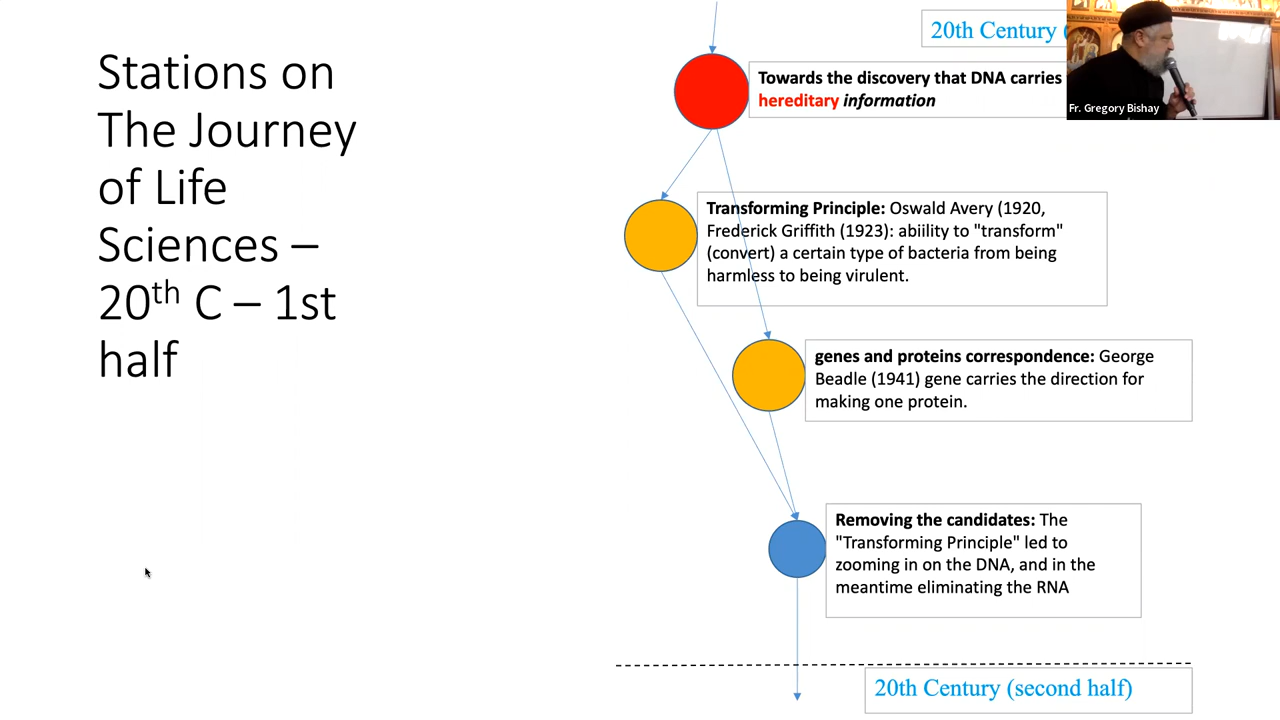 Stations on
The Journey
of Life
Sciences –
20th C – 1st
half
20th Century (
Towards the discovery that DNA carries
hereditary information
Fr. Gregory Bishay
Transforming Principle: Oswald Avery (1920,
Frederick Griffith (1923): abiility to "transform"
(convert) a certain type of bacteria from being
harmless to being virulent.
genes and proteins correspondence: George
Beadle (1941) gene carries the direction for
making one protein.
Removing the candidates: The
"Transforming Principle" led to
zooming in on the DNA, and in the
meantime eliminating the RNA
20th Century (second half)